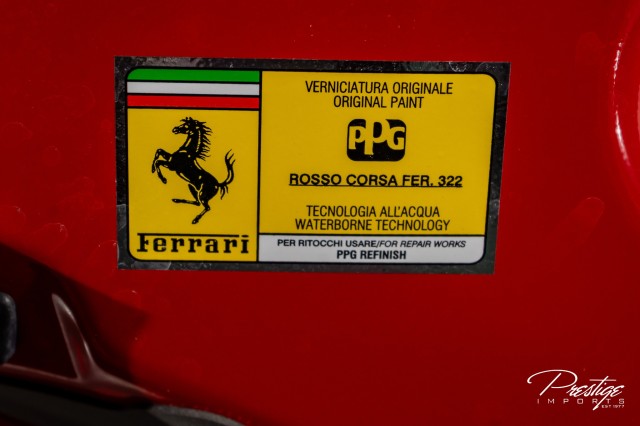 Ferrari
VERNICIATURA ORIGINALE
ORIGINAL PAINT
PPG
ROSSO CORSA FER. 322
TECNOLOGIA ALL'ACQUA
WATERBORNE TECHNOLOGY
PER RITOCCHI USARE/FOR REPAIR WORKS
PPG REFINISH
Prestige
IMPORTS
EST 1977